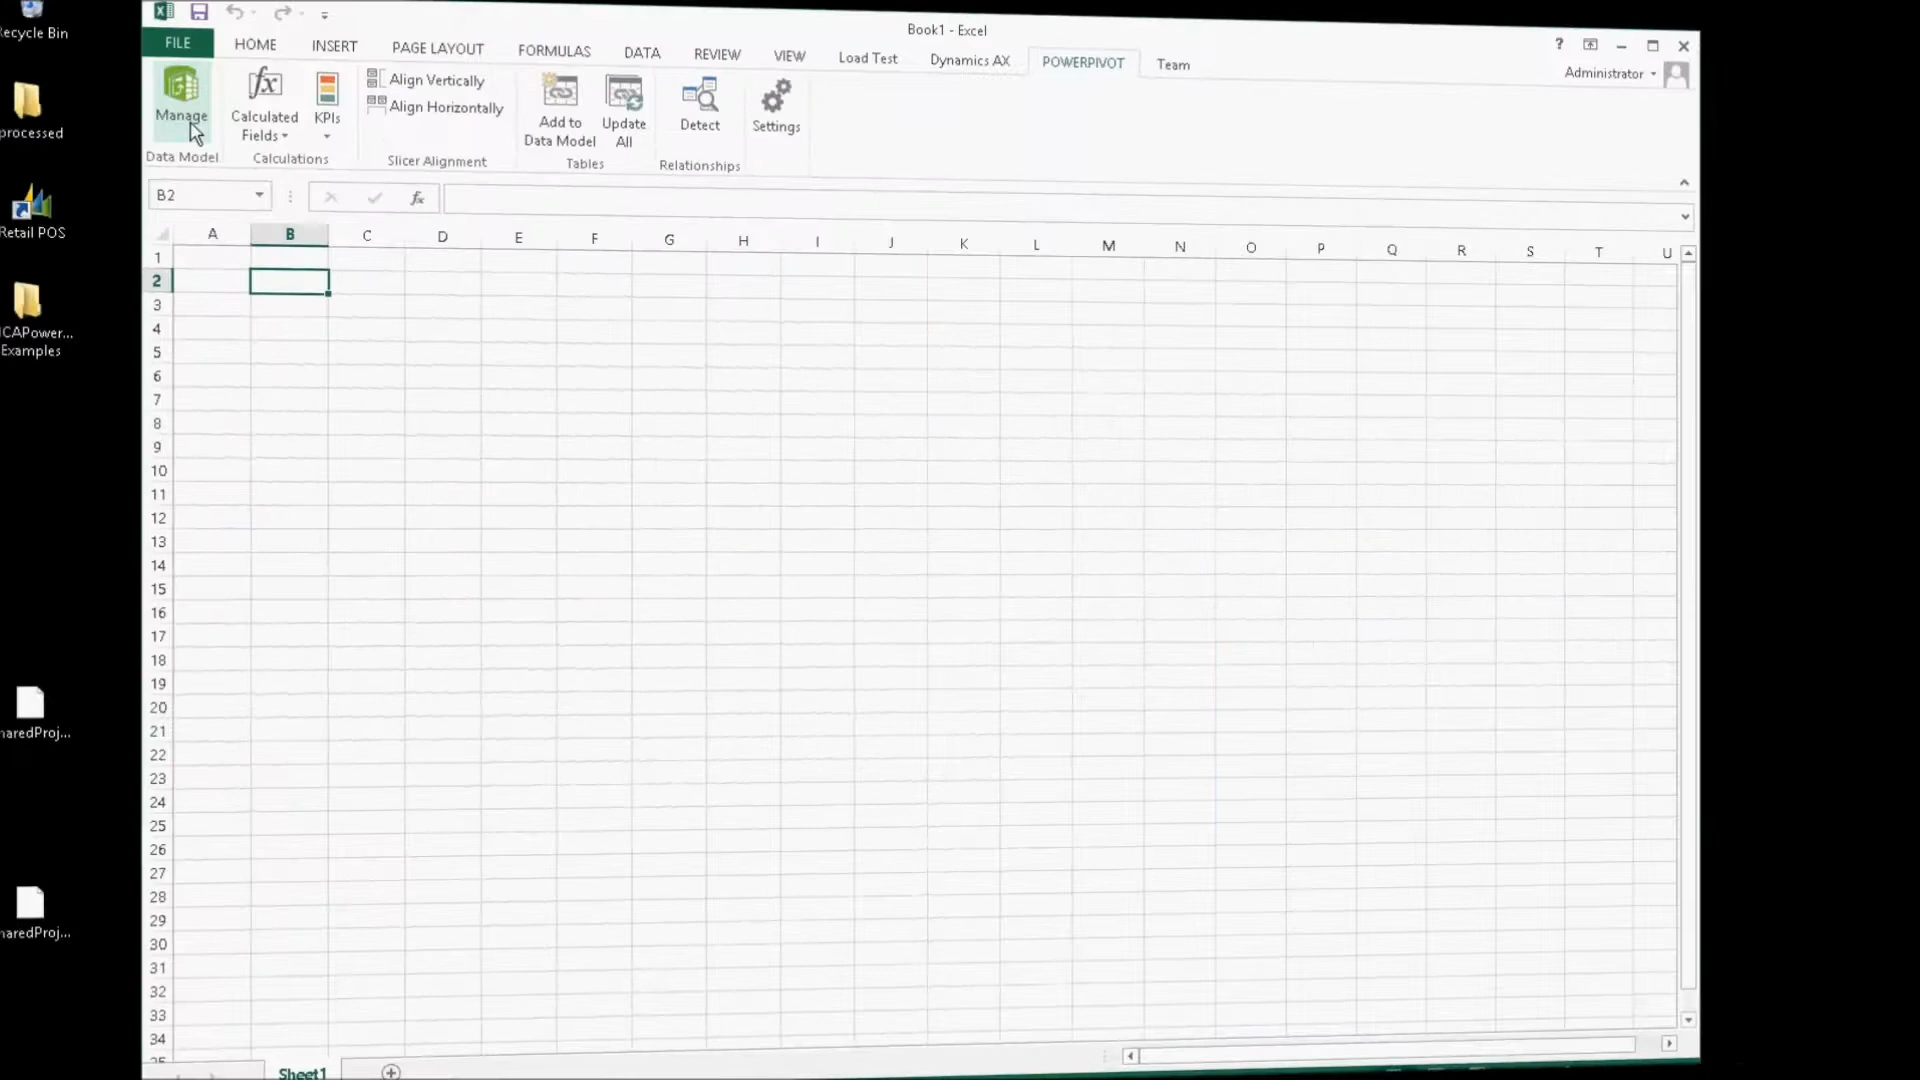 Recycle Bin
processed
Retail POS
ICAPower...
Examples
haredProj...
haredProj...
Book1 - Excel
?
Administrator
FILE
HOME
INSERT
PAGE LAYOUT
FORMULAS
DATA
REVIEW
VIEW
Load Test
Dynamics AX
POWERPIVOT
Team
Manage
Data Model
fx
Calculated
Fields
KPIs
Calculations
Align Vertically
Align Horizontally
Slicer Alignment
Add to
Data Model
Update
All
Tables
Detect
Relationships
Settings
B2
fx
A B C D E F G H I J K L M N O P Q R S T U
1
2
3
4
5
6
7
8
9
10
11
12
13
14
15
16
17
18
19
20
21
22
23
24
25
26
27
28
29
30
31
32
33
34
35
Sheet1